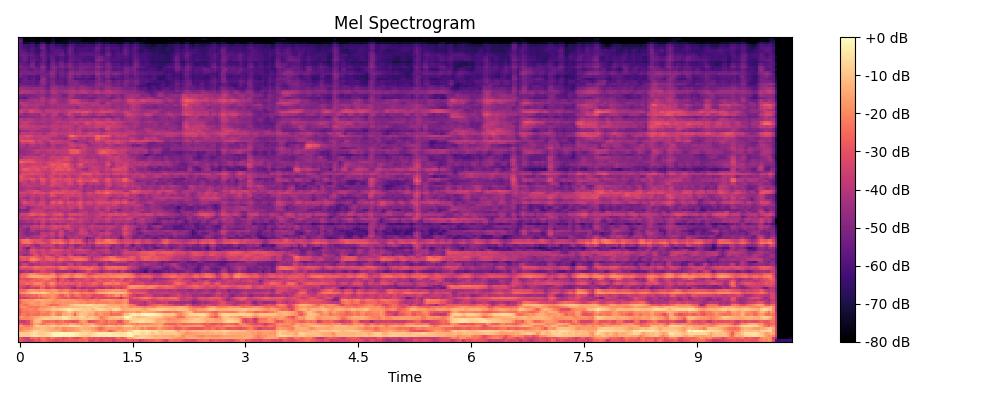 Mel Spectrogram
+0 dB
-10 dB
-20 dB
-30 dB
-40 dB
-50 dB
-60 dB
-70 dB
-80 dB
0 1.5 3 4.5 6 7.5 9
Time